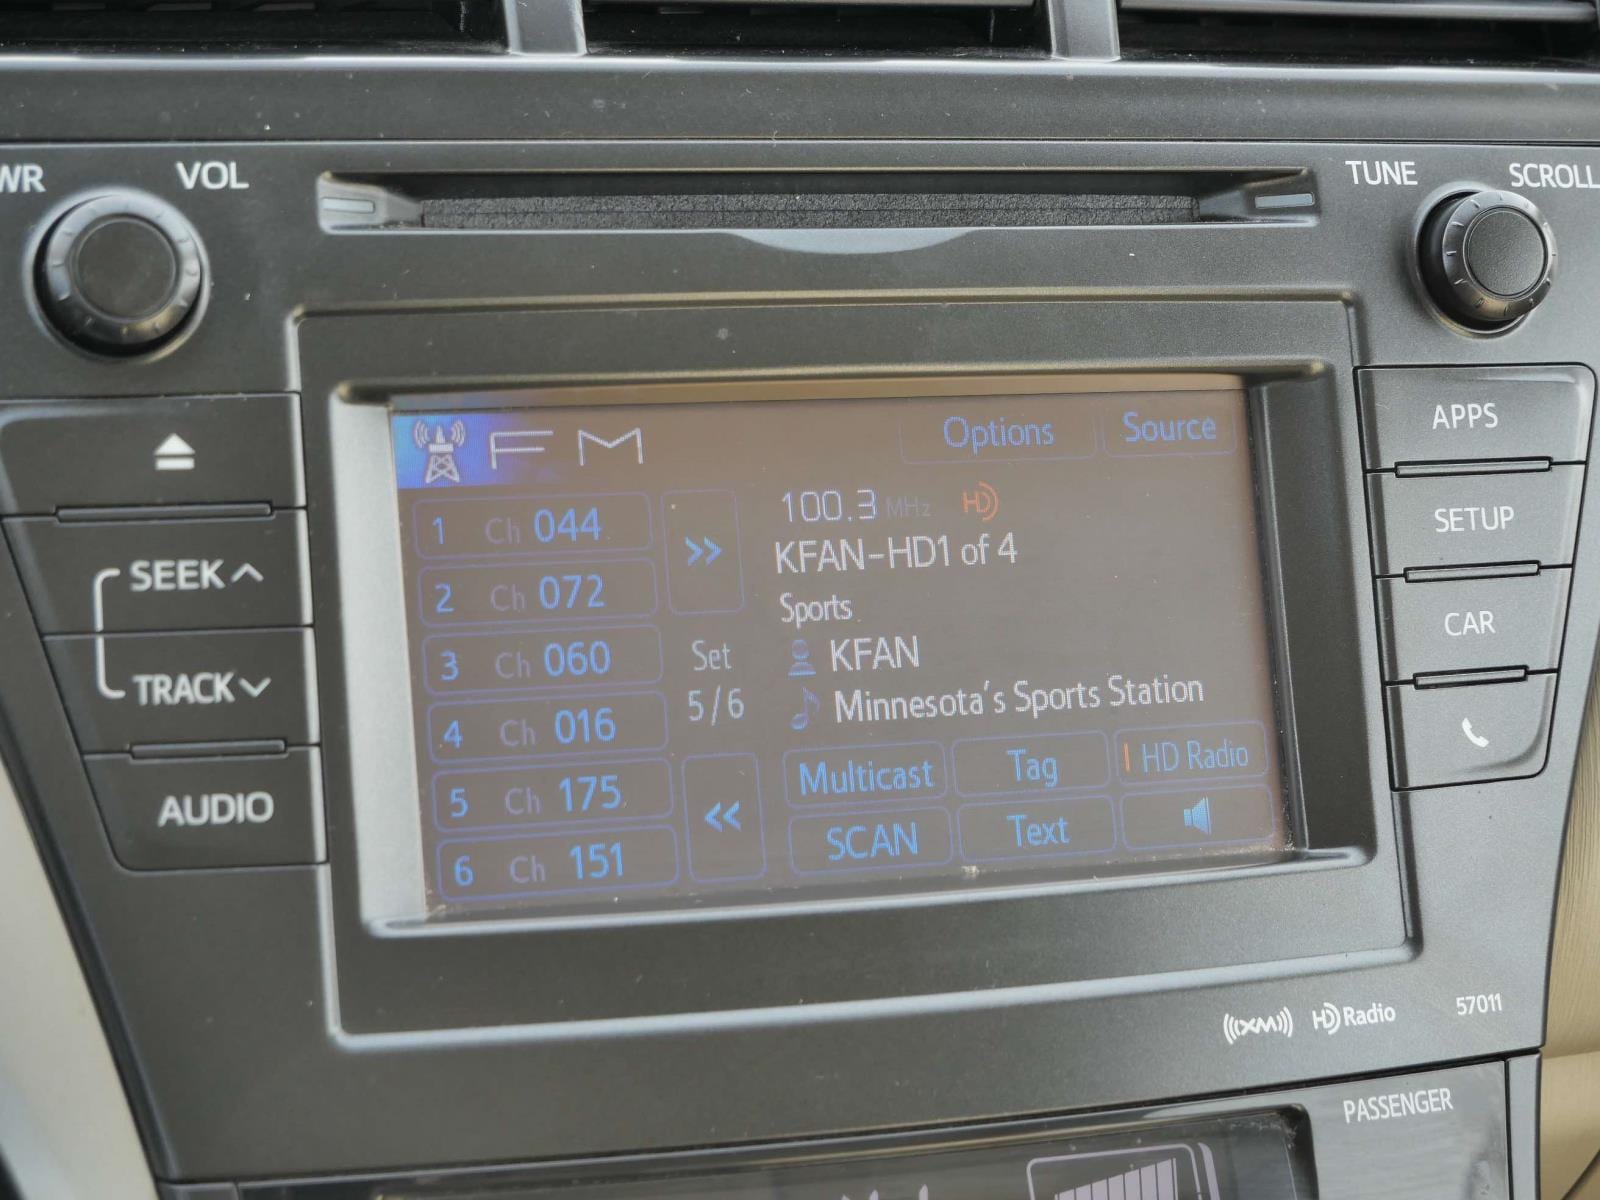 WR VOL TUNE SCROLL
FM Options Source
APPS
SETUP
CAR
SEEK
TRACK
AUDIO
1 Ch 044
2 Ch 072
3 Ch 060
4 Ch 016
5 Ch 175
6 Ch 151
>>
Set
5/6
<<
100.3 MHz HD
KFAN-HD1 of 4
Sports
KFAN
Minnesota's Sports Station
Multicast Tag HD Radio
SCAN Text
((XM)) HD Radio 57011
PASSENGER